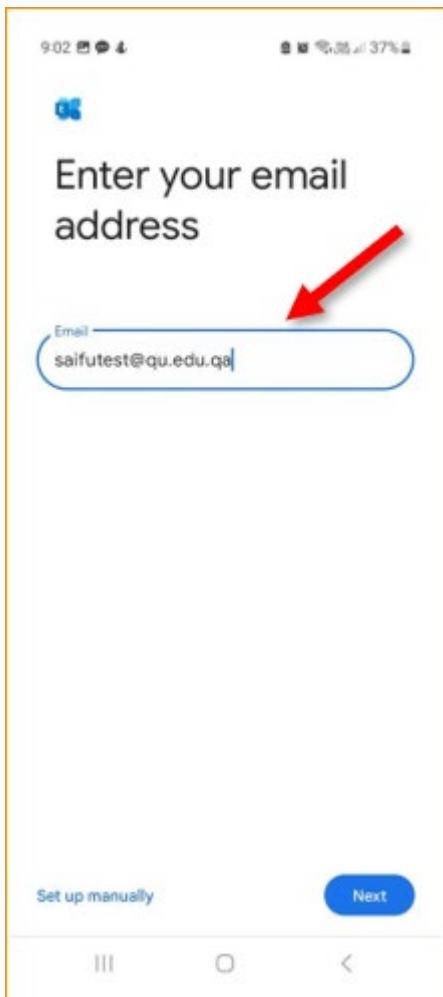 9:02 37%
Enter your email
address
Email
saifutest@qu.edu.qa
Set up manually Next